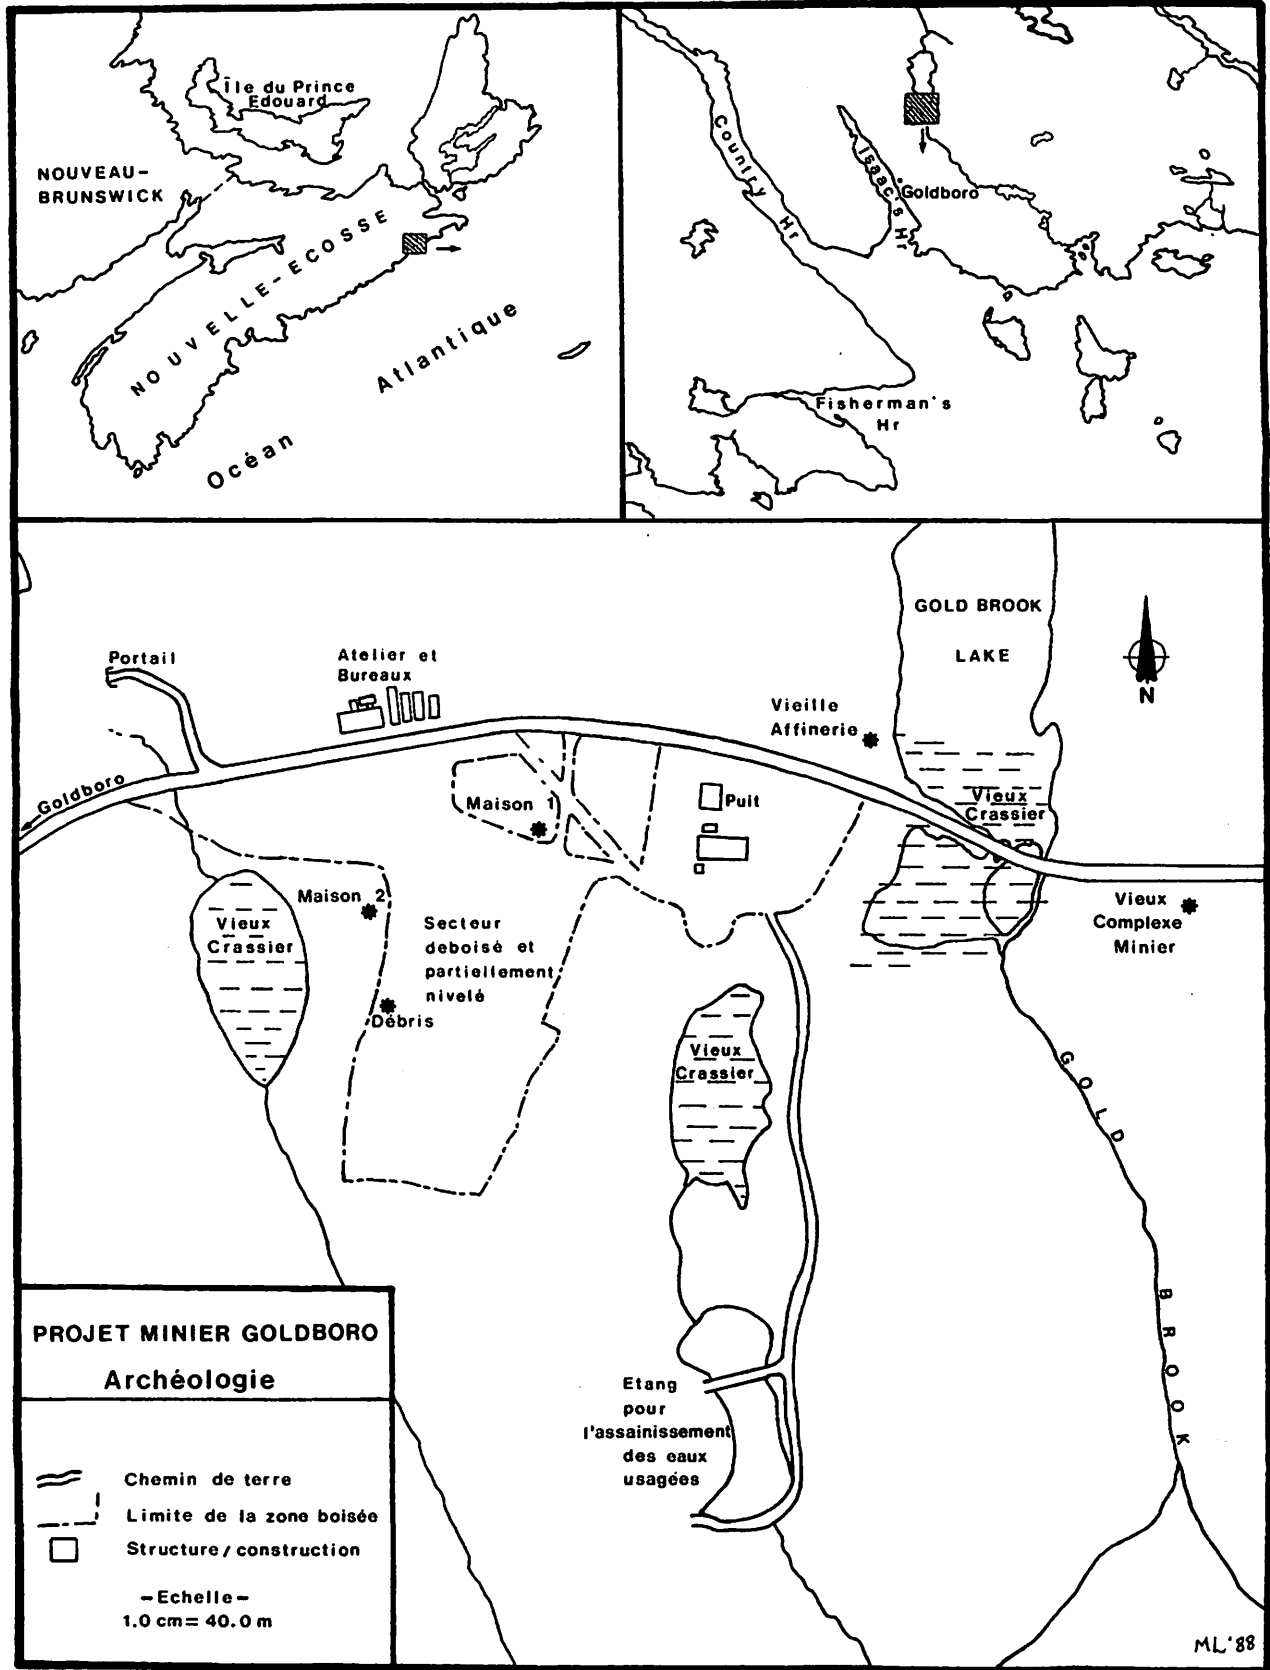 Île du Prince
Edouard
NOUVEAU-
BRUNSWICK
NOUVELLE-ECOSSE
Océan Atlantique
Country Hr
Isaac's Hr
Goldboro
Fisherman's
Hr
GOLD BROOK
LAKE
N
Portail
Atelier et
Bureaux
Vieille
Affinerie
Goldboro
Maison 1
Puit
Vieux
Crassier
Maison 2
Vieux
Crassier
Secteur
deboisé et
partiellement
nivelé
Débris
Vieux
Complexe
Minier
Vieux
Crassier
GOLD BROOK
Etang
pour
l'assainissement
des eaux
usagées
PROJET MINIER GOLDBORO
Archéologie
Chemin de terre
Limite de la zone boisée
Structure/construction
-Echelle-
1.0 cm= 40.0 m
ML'88